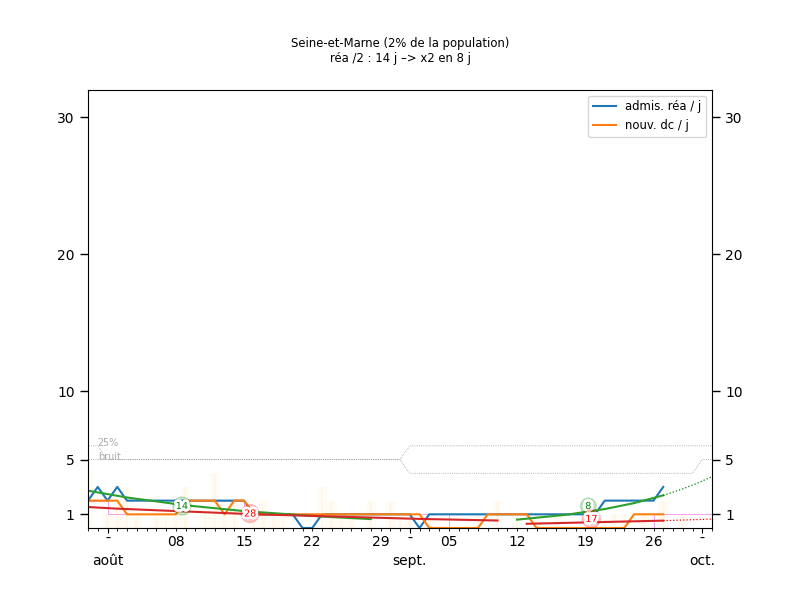 Seine-et-Marne (2% de la population)
réa /2 : 14 j –> x2 en 8 j
admis. réa / j
nouv. dc / j
30 30
20 20
10 10
25%
bruit
5 5
14
28
8
17
1 1
- 08 15 22 29 - 05 12 19 26 -
août sept. oct.